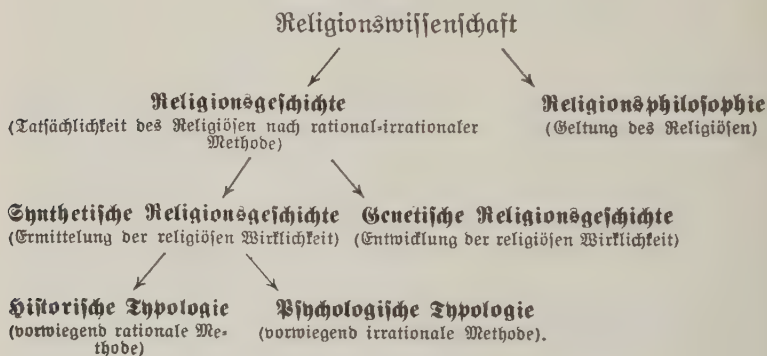 Religionswissenschaft
Religionsgeschichte Religionsphilosophie
(Tatsächlichkeit des Religiösen nach rational-irrationaler (Geltung des Religiösen)
Methode)
Synthetische Religionsgeschichte Genetische Religionsgeschichte
(Ermittelung der religiösen Wirklichkeit) (Entwicklung der religiösen Wirklichkeit)
Historische Typologie Psychologische Typologie
(vorwiegend rationale Me- (vorwiegend irrationale Methode).
thode)